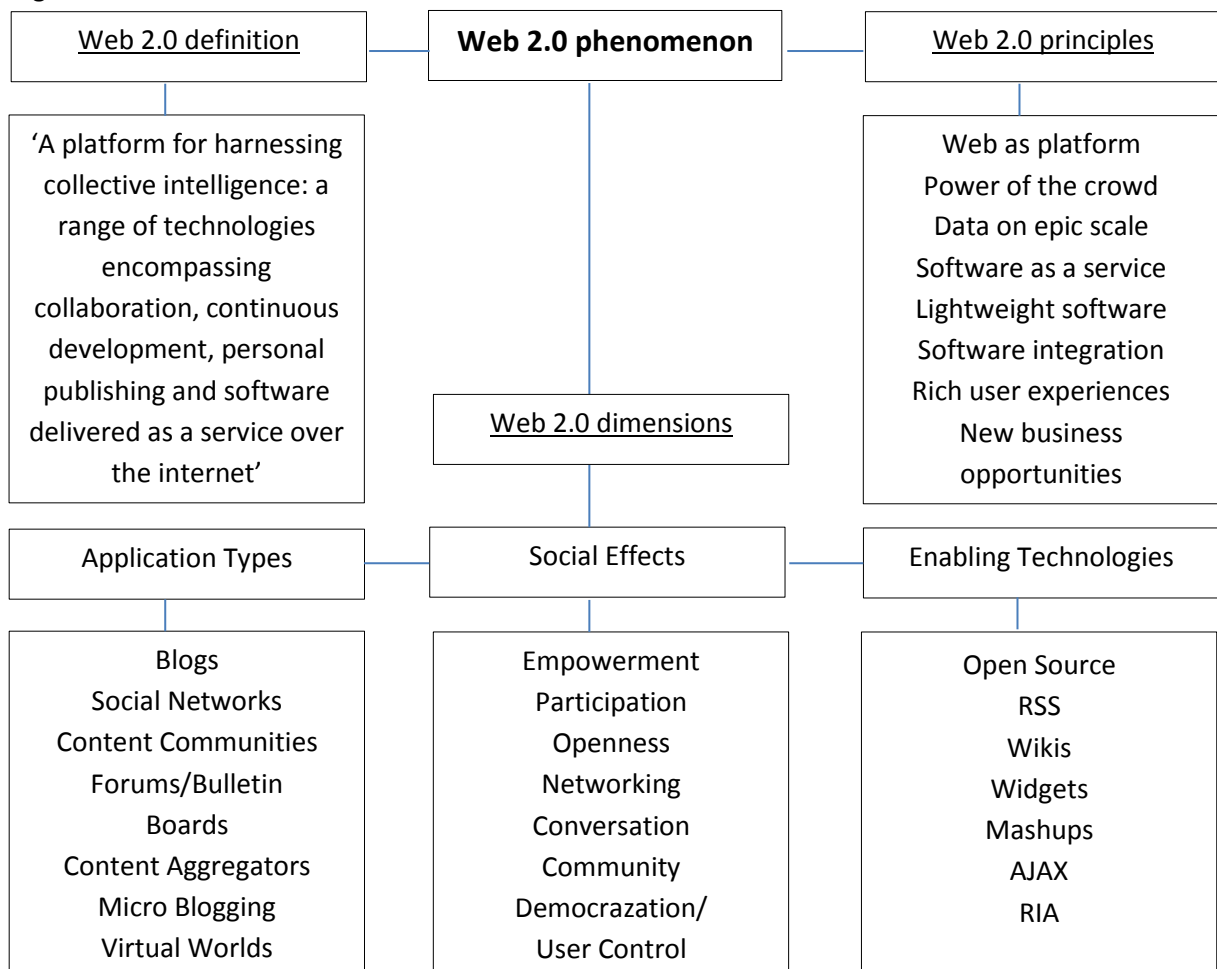 Web 2.0 definition
Web 2.0 phenomenon
Web 2.0 principles
‘A platform for harnessing
collective intelligence: a
range of technologies
encompassing
collaboration, continuous
development, personal
publishing and software
delivered as a service over
the internet’
Web as platform
Power of the crowd
Data on epic scale
Software as a service
Lightweight software
Software integration
Rich user experiences
New business
opportunities
Web 2.0 dimensions
Application Types
Social Effects
Enabling Technologies
Blogs
Social Networks
Content Communities
Forums/Bulletin
Boards
Content Aggregators
Micro Blogging
Virtual Worlds
Empowerment
Participation
Openness
Networking
Conversation
Community
Democrazation/
User Control
Open Source
RSS
Wikis
Widgets
Mashups
AJAX
RIA